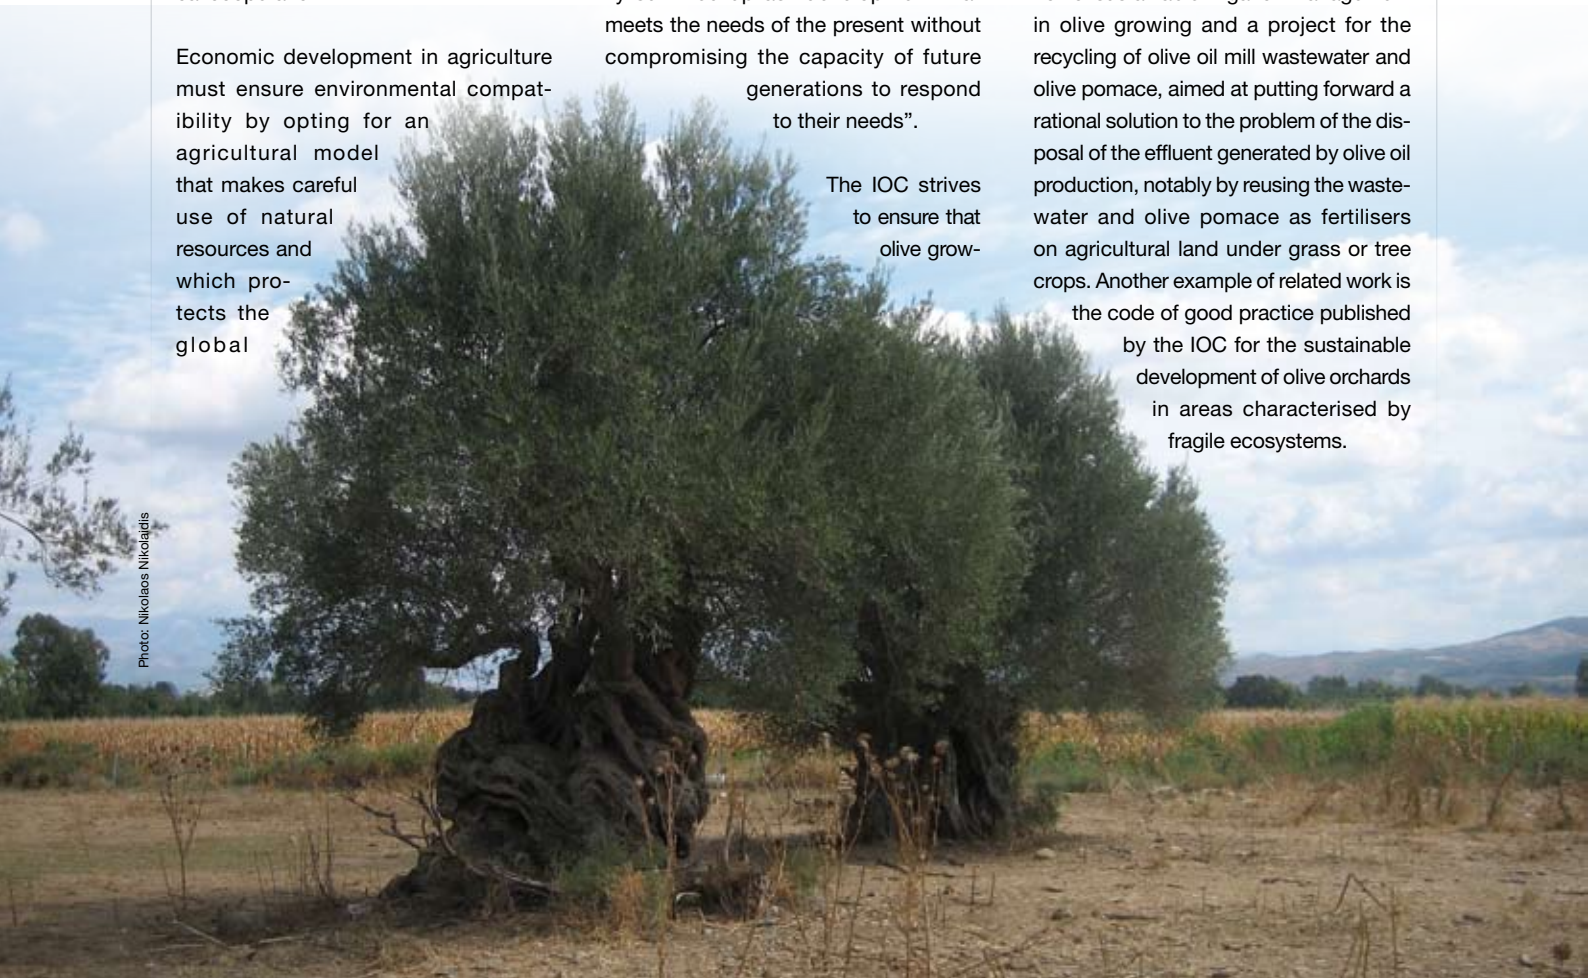 Economic development in agriculture
must ensure environmental compat-
ibility by opting for an
agricultural model
that makes careful
use of natural
resources and
which pro-
tects the
global
meets the needs of the present without
compromising the capacity of future
generations to respond
to their needs”.
The IOC strives
to ensure that
olive grow-
in olive growing and a project for the
recycling of olive oil mill wastewater and
olive pomace, aimed at putting forward a
rational solution to the problem of the dis-
posal of the effluent generated by olive oil
production, notably by reusing the waste-
water and olive pomace as fertilisers
on agricultural land under grass or tree
crops. Another example of related work is
the code of good practice published
by the IOC for the sustainable
development of olive orchards
in areas characterised by
fragile ecosystems.
Photo: Nikolaos Nikolaidis